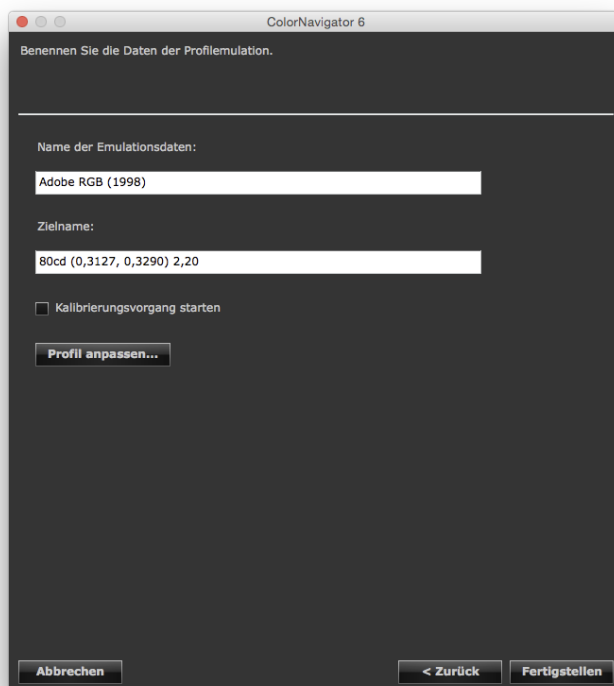 ColorNavigator 6
Benennen Sie die Daten der Profilemulation.
Name der Emulationsdaten:
Adobe RGB (1998)
Zielname:
80cd (0,3127, 0,3290) 2,20
Kalibrierungsvorgang starten
Profil anpassen...
Abbrechen
< Zurück
Fertigstellen